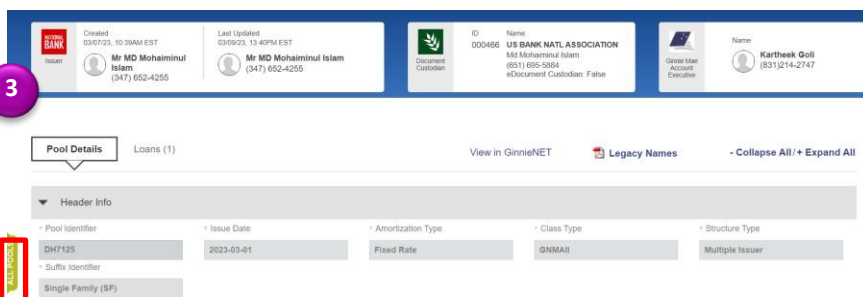 NATIONAL
BANK
Issuer
Created
03/07/23, 10:39AM EST
Mr MD Mohaiminul
Islam
(347) 652-4255
Last Updated
03/09/23, 13:40PM EST
Mr MD Mohaiminul Islam
(347) 652-4255
Document
Custodian
ID Name
000466 US BANK NATL ASSOCIATION
Md Mohaiminul Islam
(651) 695-5884
eDocument Custodian: False
Ginnie Mae
Account
Executive
Name
Kartheek Goli
(831)214-2747
3
Pool Details Loans (1) View in GinnieNET Legacy Names - Collapse All/+ Expand All
Header Info
* Pool Identifier * Issue Date * Amortization Type * Class Type * Structure Type
DH7125 2023-03-01 Fixed Rate GNMAII Multiple Issuer
* Suffix Identifier
Single Family (SF)
ALL POOLS